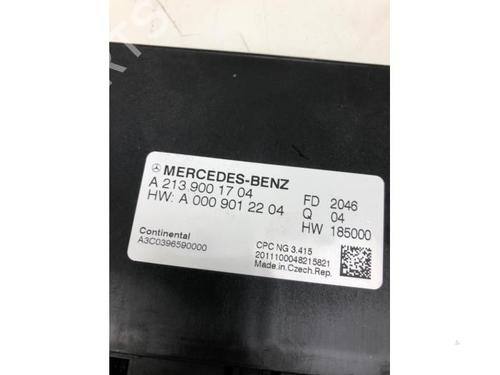 MERCEDES-BENZ
A 213 900 17 04
HW: A 000 901 22 04
FD 2046
Q 04
HW 185000
Continental
A3C0396590000
CPC NG 3.415
2011100048215821
Made in Czech.Rep.